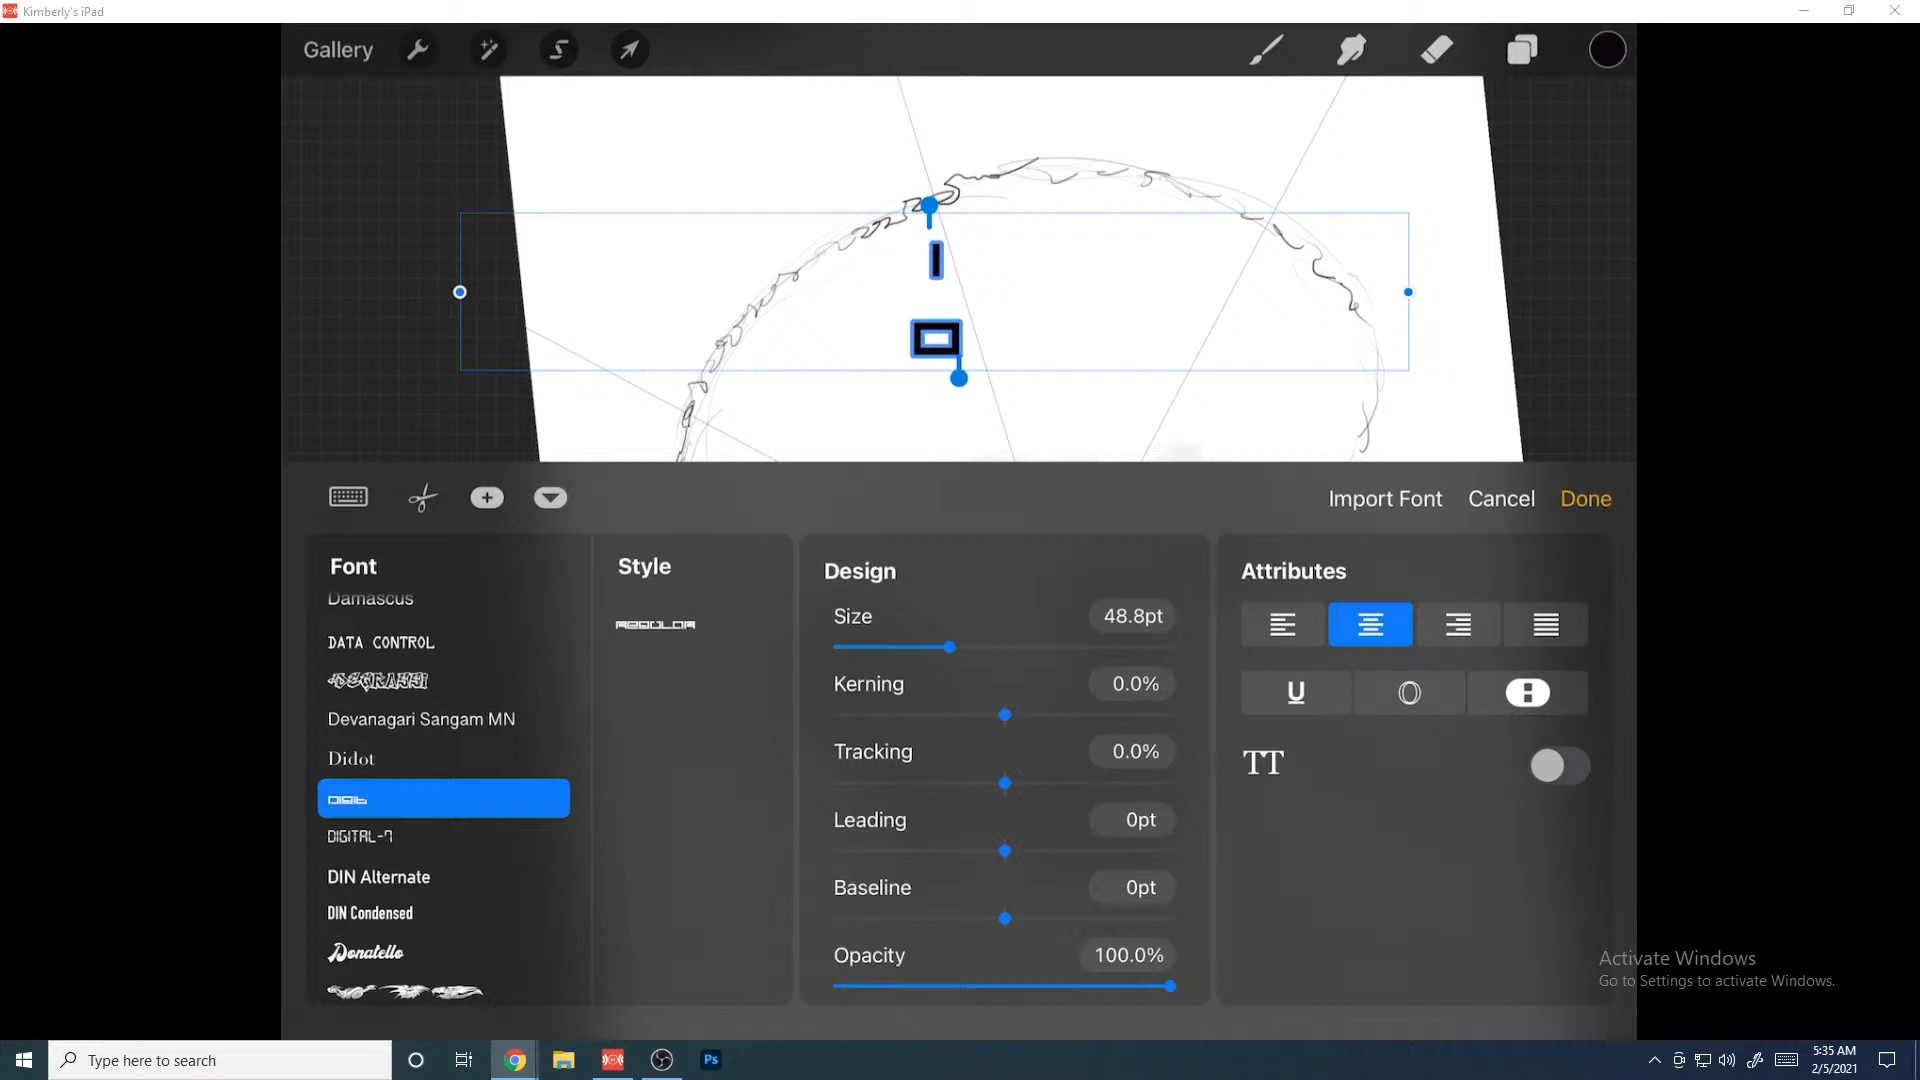 Kimberly's iPad
Gallery
Import Font Cancel Done
Font
Style
Design
Attributes
Damascus
DATA CONTROL
Devanagari Sangam MN
Didot
DIGIT
DIGITAL-7
DIN Alternate
DIN Condensed
Donatello
REGULAR
Size 48.8pt
Kerning 0.0%
Tracking 0.0%
Leading 0pt
Baseline 0pt
Opacity 100.0%
U O
TT
Activate Windows
Go to Settings to activate Windows.
Type here to search
Ps
5:35 AM
2/5/2021